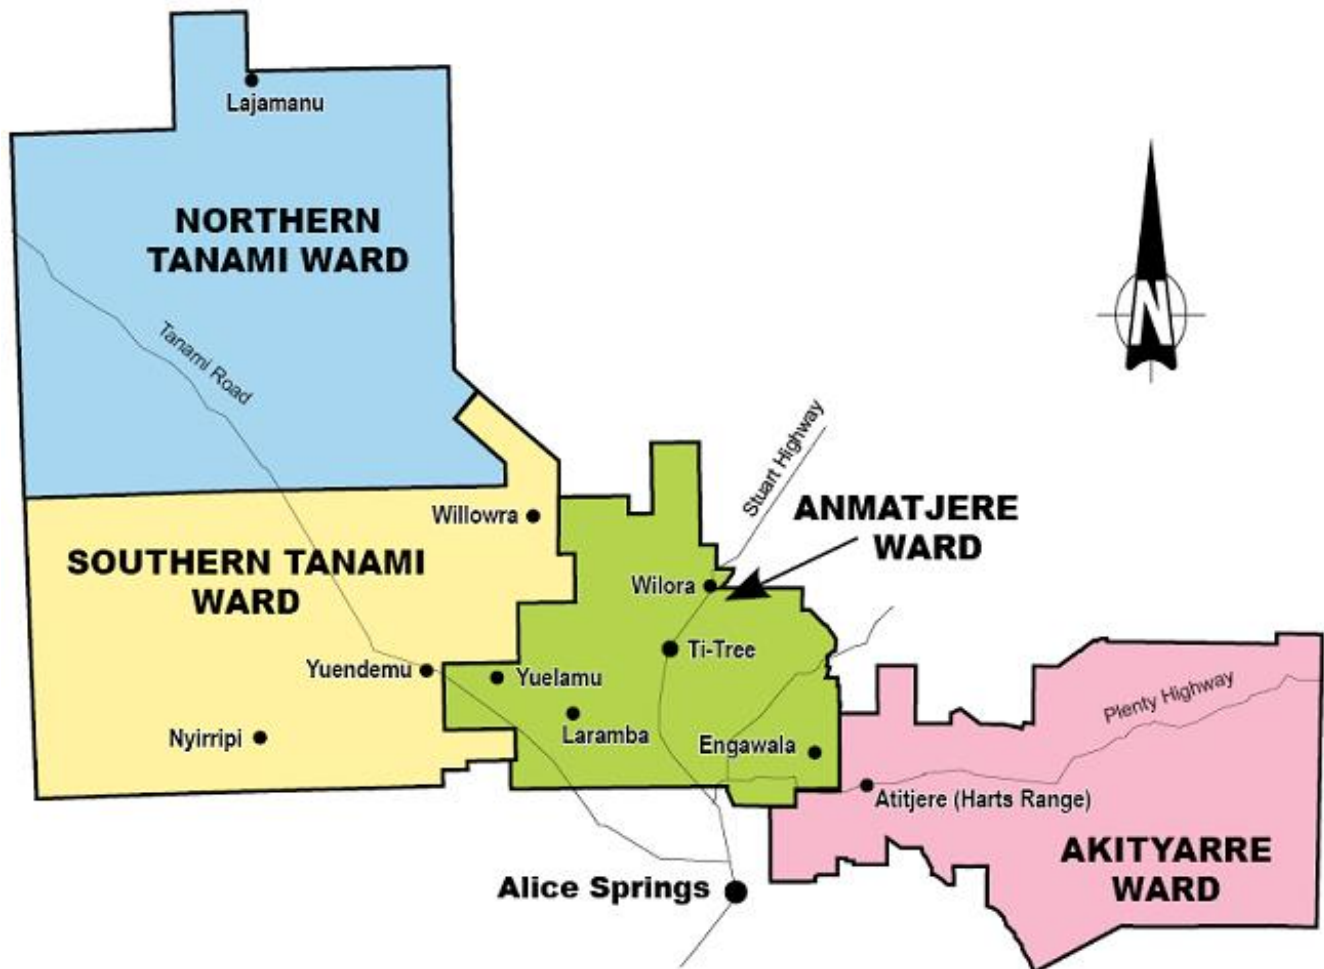 Lajamanu
NORTHERN
TANAMI WARD
Tanami Road
Stuart Highway
Willowra
ANMATJERE
WARD
SOUTHERN TANAMI
WARD
Wilora
Ti-Tree
Yuendemu
Yuelamu
Nyirripi
Laramba
Engawala
Plenty Highway
Atitjere (Harts Range)
AKITYARRE
WARD
Alice Springs
N